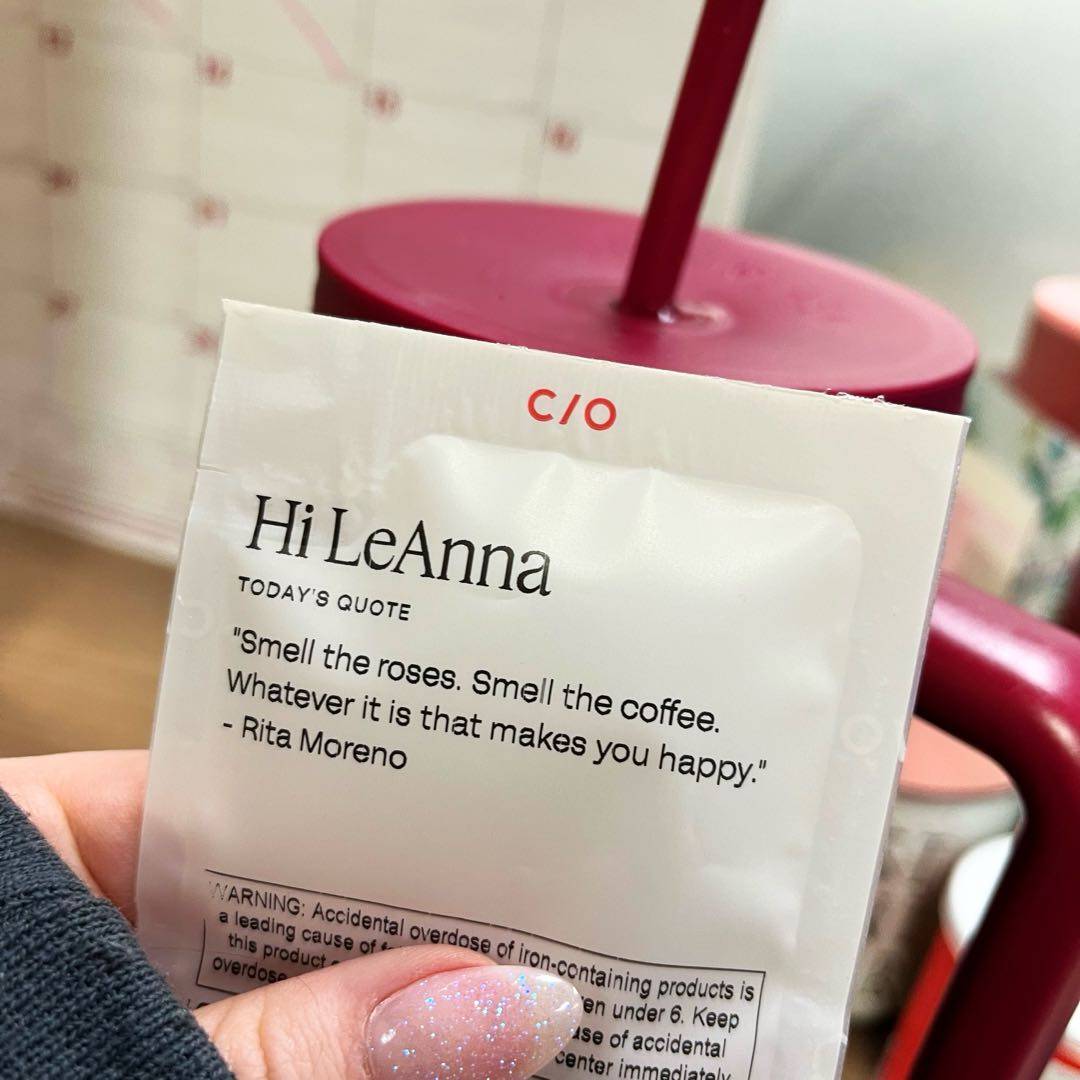 C/O
Hi LeAnna
TODAY'S QUOTE
"Smell the roses. Smell the coffee.
Whatever it is that makes you happy."
- Rita Moreno
WARNING: Accidental overdose of iron-containing products is
a leading cause of
this product
under 6. Keep
overdose
of accidental
center immediately